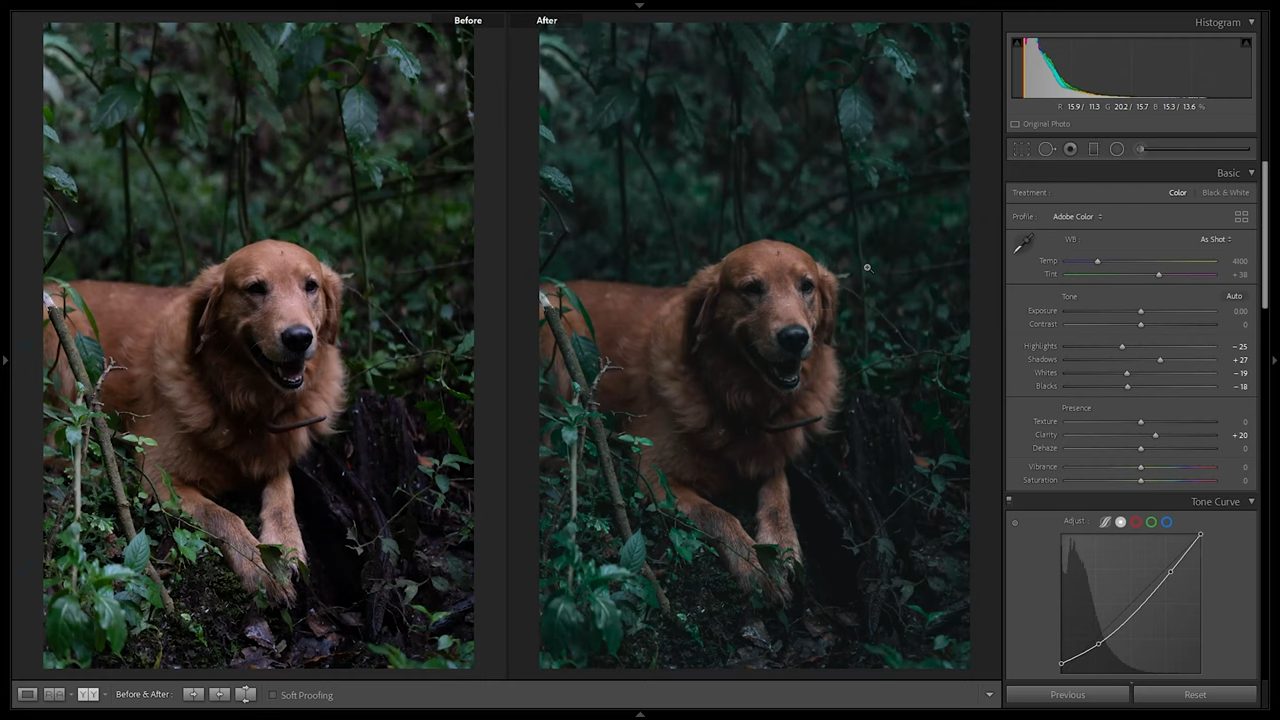 Before
After
Histogram
R 15.9 / 11.3 G 20.2 / 15.7 B 15.3 / 13.6 %
Original Photo
Basic
Treatment : Color Black & White
Profile : Adobe Color
WB : As Shot
Temp 4100
Tint + 38
Tone Auto
Exposure 0.00
Contrast 0
Highlights – 25
Shadows + 27
Whites – 19
Blacks – 18
Presence
Texture 0
Clarity + 20
Dehaze 0
Vibrance 0
Saturation 0
Tone Curve
Adjust :
R A Y Y Before & After : Soft Proofing
Previous Reset